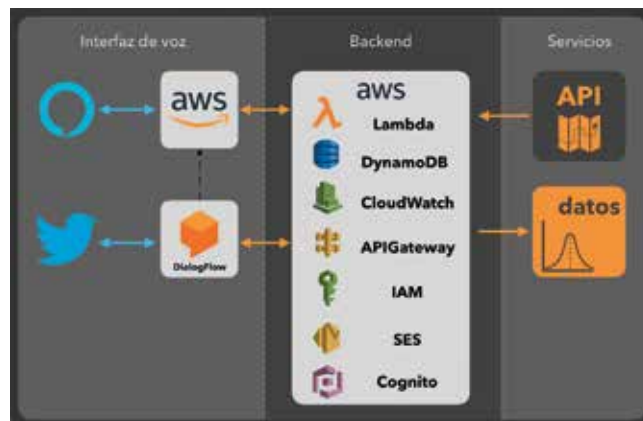 Interfaz de voz
Backend
Servicios
aws
DialogFlow
aws
Lambda
DynamoDB
CloudWatch
APIGateway
IAM
SES
Cognito
API
datos